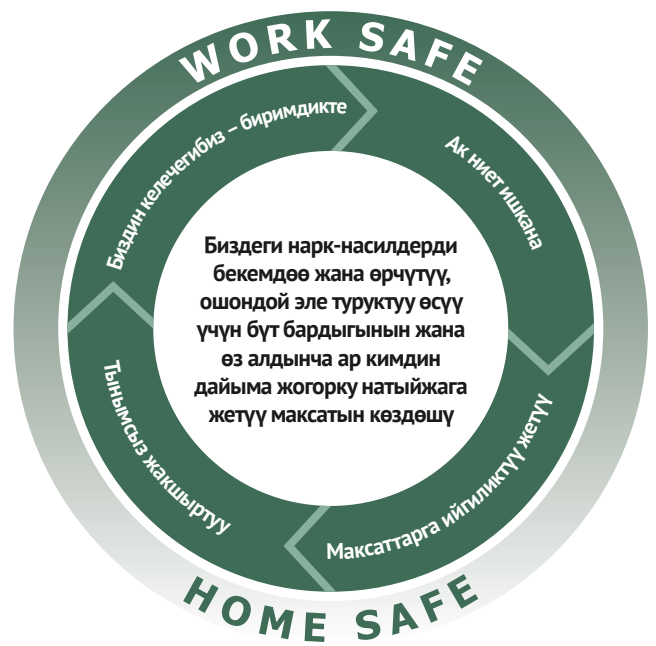 WORK SAFE
Биздин келечегибиз – биримдикте
Ак ниет ишкана
Биздеги нарк-насилдерди
бекемдөө жана өрчүтүү,
ошондой эле туруктуу өсүү
үчүн бүт бардыгынын жана
өз алдынча ар кимдин
дайыма жогорку натыйжага
жетүү максатын көздөшү
Тынымсыз жакшыртуу
Максаттарга ийгиликтүү жетүү
HOME SAFE